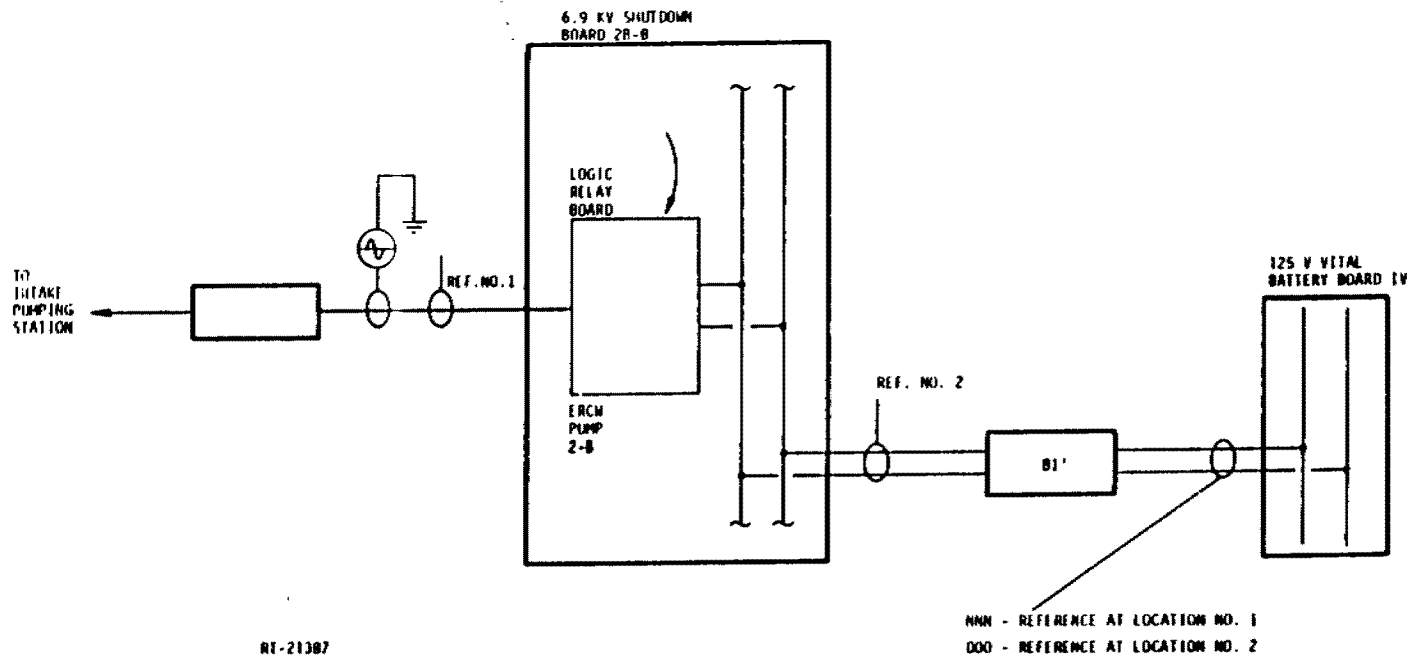 6.9 KV SHUTDOWN
BOARD 2B-B
LOGIC
RELAY
BOARD
REF.NO.1
TO
INTAKE
PUMPING
STATION
125 V VITAL
BATTERY BOARD IV
REF. NO. 2
ERCW
PUMP
2-B
B1'
NNN - REFERENCE AT LOCATION NO. 1
OOO - REFERENCE AT LOCATION NO. 2
RT-21387